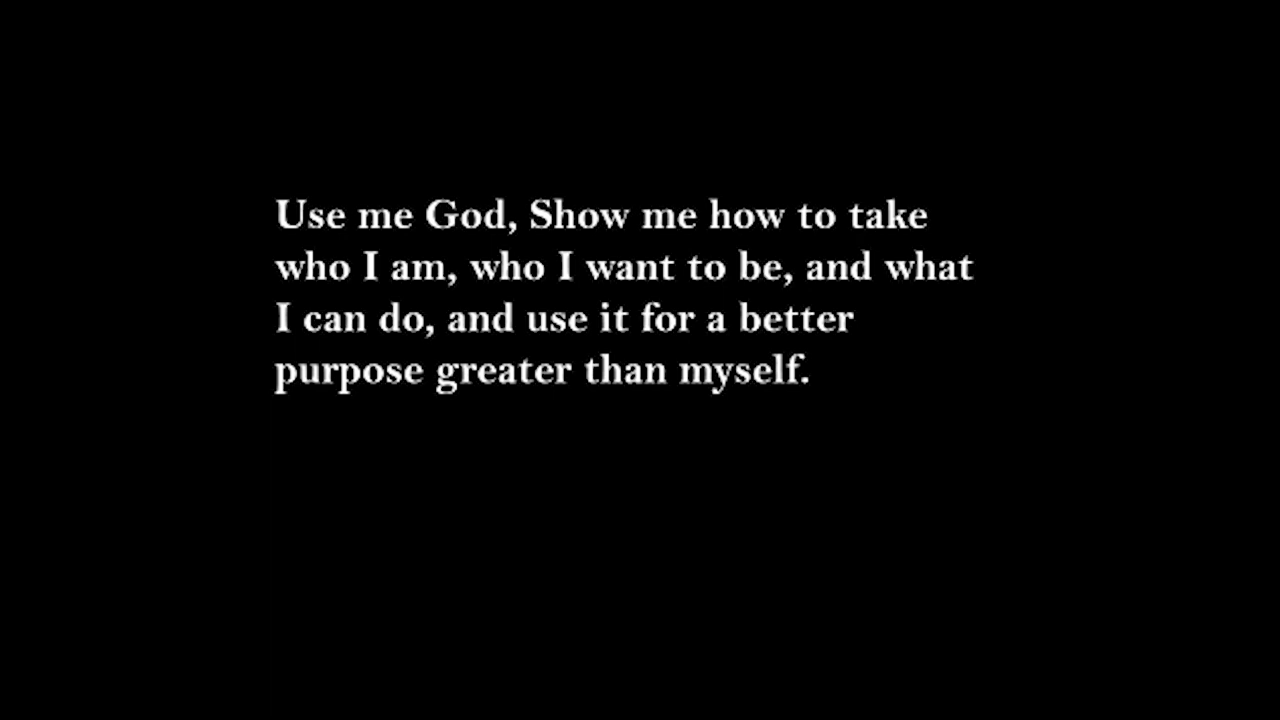 Use me God, Show me how to take
who I am, who I want to be, and what
I can do, and use it for a better
purpose greater than myself.